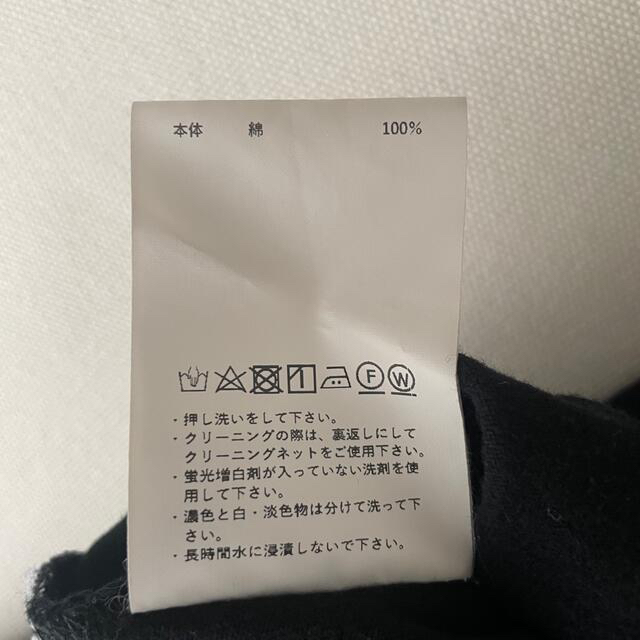 本体　綿　100%
F W
・押し洗いをして下さい。
・クリーニングの際は、裏返しにして
クリーニングネットをご使用下さい。
・蛍光増白剤が入っていない洗剤を使
用して下さい。
・濃色と白・淡色物は分けて洗って下
さい。
・長時間水に浸漬しないで下さい。